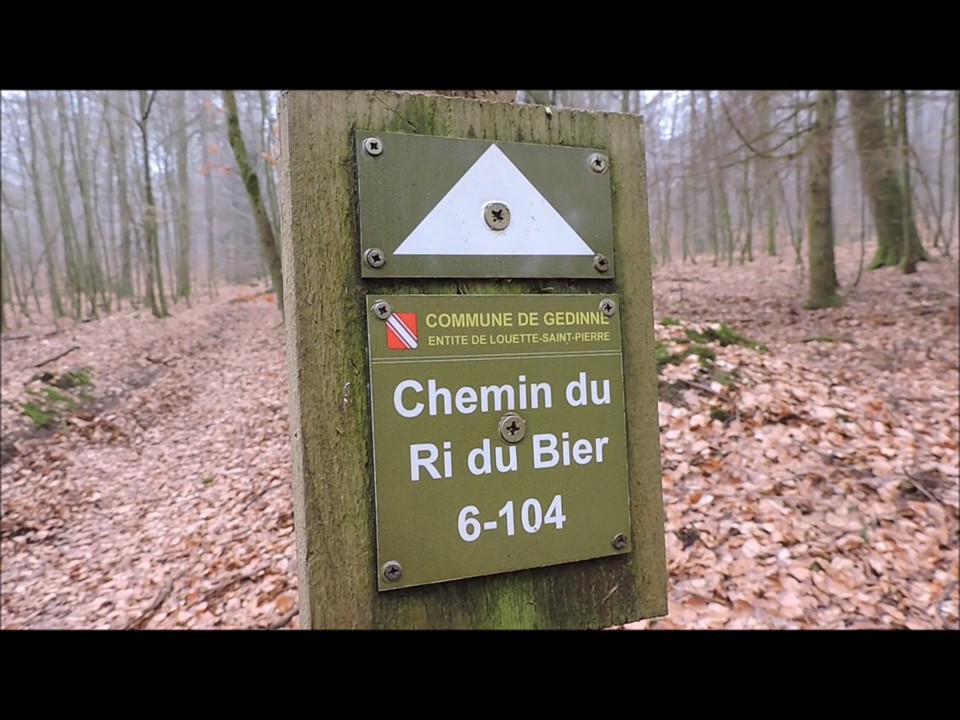 COMMUNE DE GEDINNE
ENTITE DE LOUETTE-SAINT-PIERRE
Chemin du
Ri du Bier
6-104